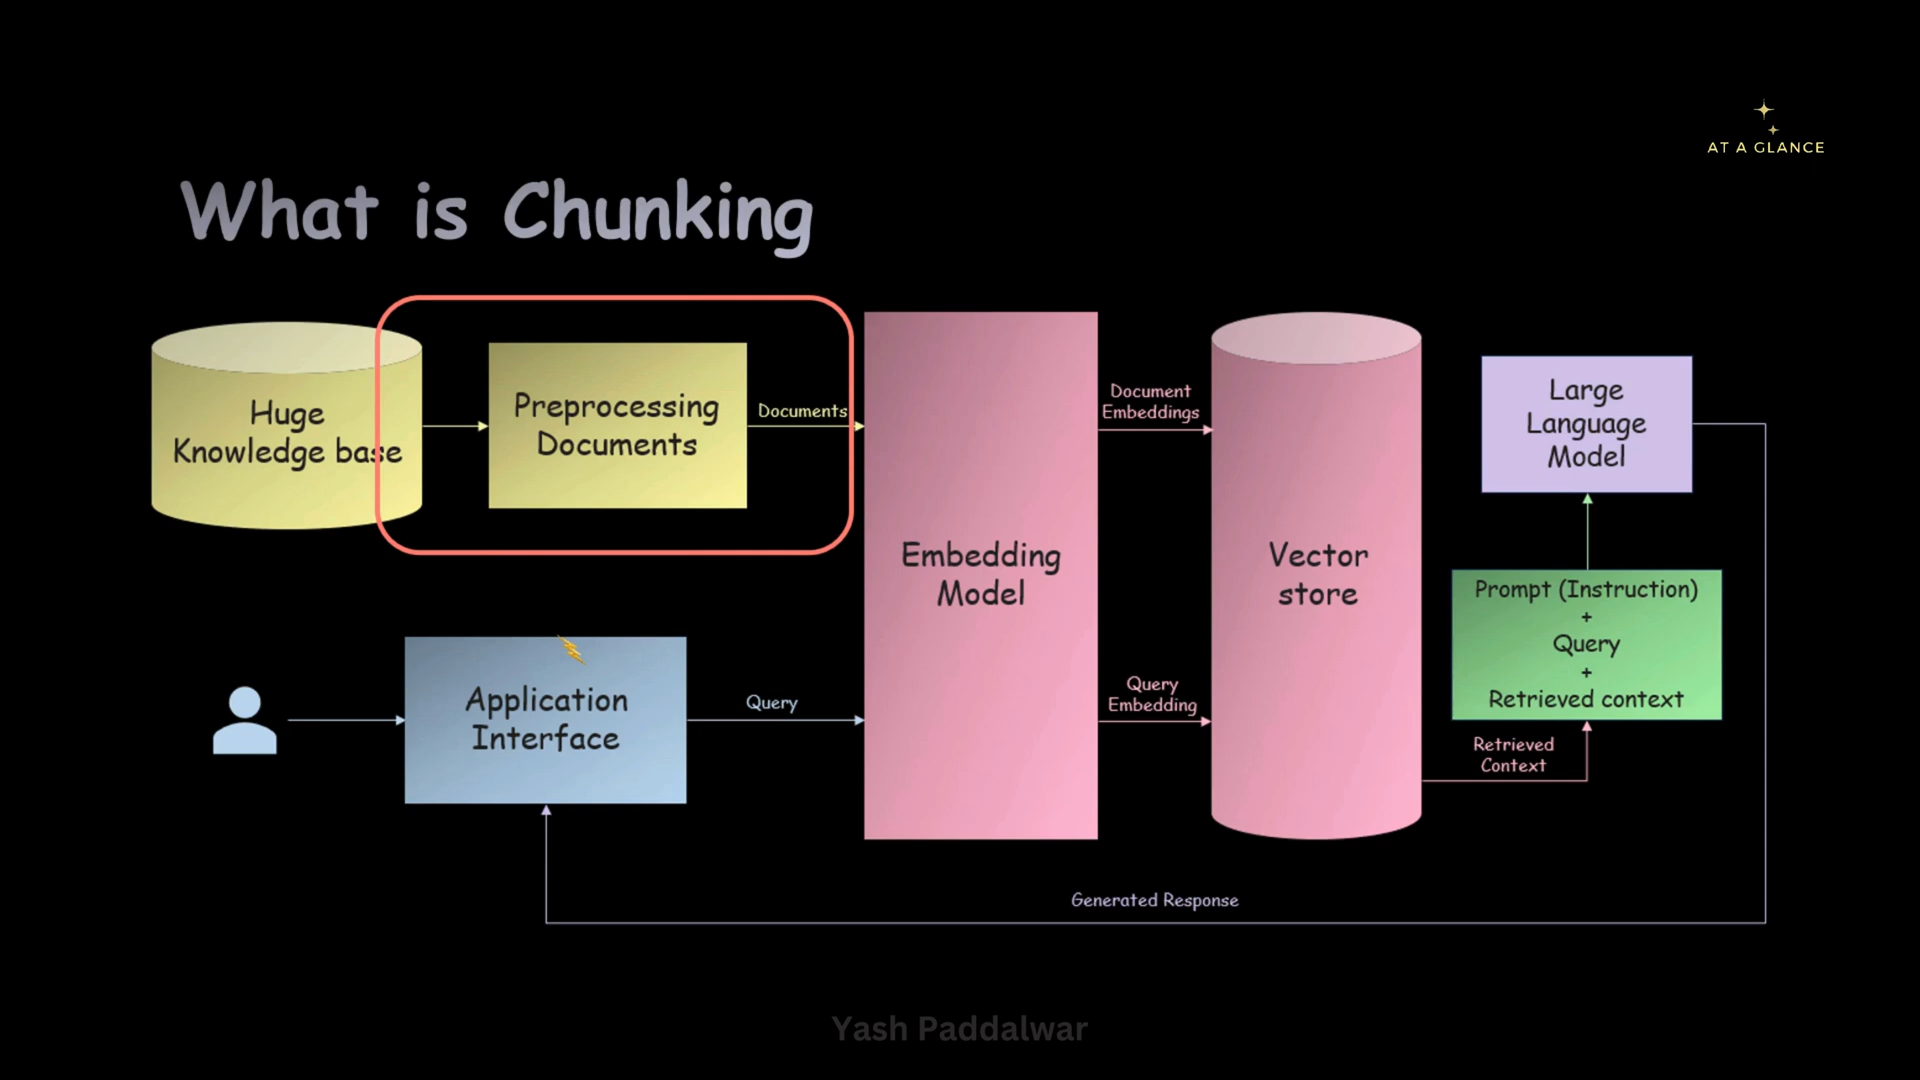 AT A GLANCE
What is Chunking
Huge
Knowledge base
Preprocessing
Documents
Documents
Embedding
Model
Document
Embeddings
Vector
store
Large
Language
Model
Prompt (Instruction)
+
Query
+
Retrieved context
Application
Interface
Query
Query
Embedding
Retrieved
Context
Generated Response
Yash Paddalwar